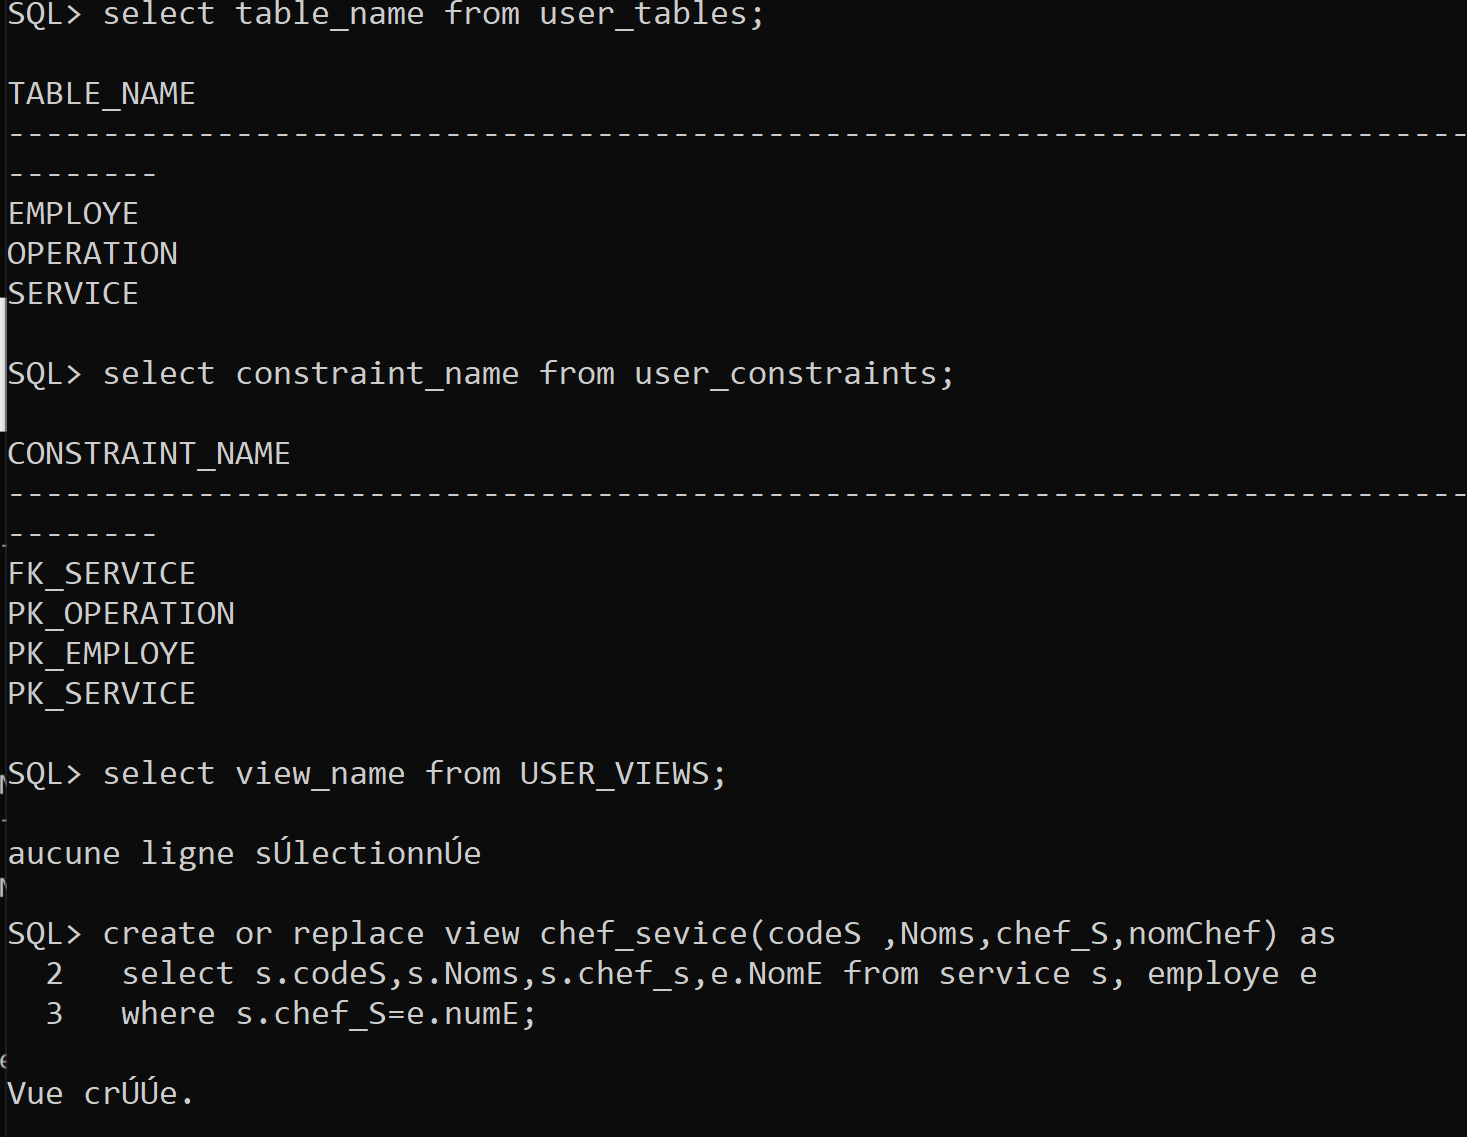 SQL> select table_name from user_tables;
TABLE_NAME
------------------------------------------------------------------------------
--------
EMPLOYE
OPERATION
SERVICE
SQL> select constraint_name from user_constraints;
CONSTRAINT_NAME
------------------------------------------------------------------------------
--------
FK_SERVICE
PK_OPERATION
PK_EMPLOYE
PK_SERVICE
SQL> select view_name from USER_VIEWS;
aucune ligne sÚlectionnÚe
SQL> create or replace view chef_sevice(codeS ,Noms,chef_S,nomChef) as
  2   select s.codeS,s.Noms,s.chef_s,e.NomE from service s, employe e
  3   where s.chef_S=e.numE;
Vue crÚÚe.